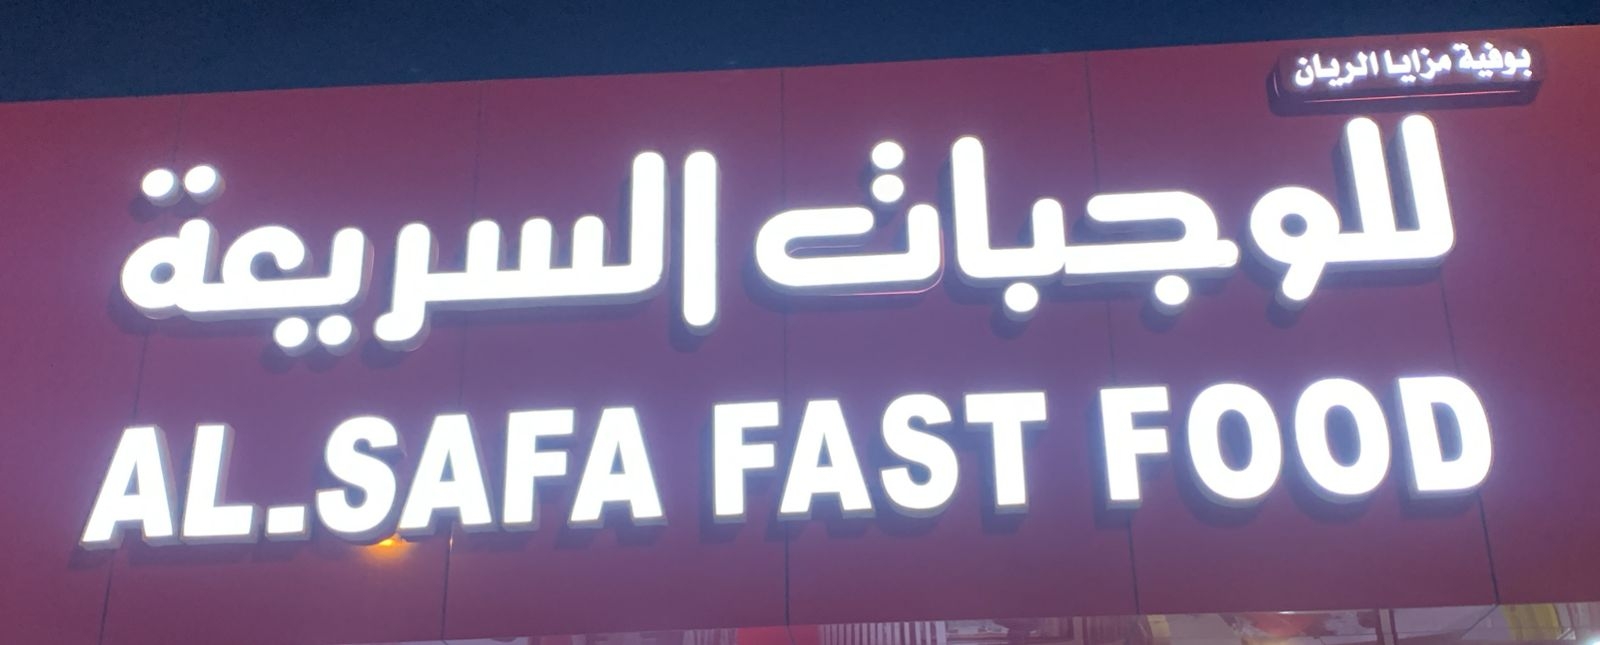 بوفية مزايا الريان
للوجبات السريعة
AL.SAFA FAST FOOD